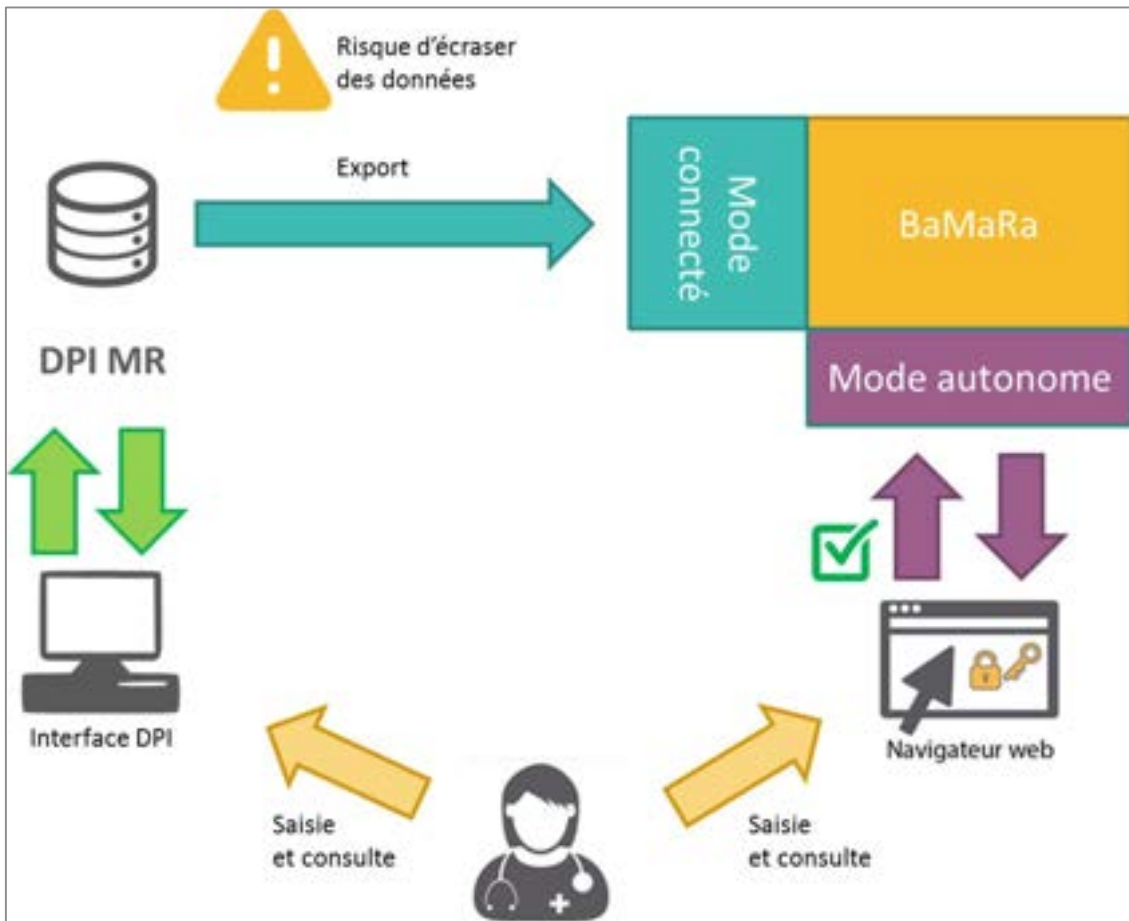 Risque d'écraser
des données
Export
Mode
connecté
BaMaRa
DPI MR
Mode autonome
Interface DPI
Navigateur web
Saisie
et consulte
Saisie
et consulte